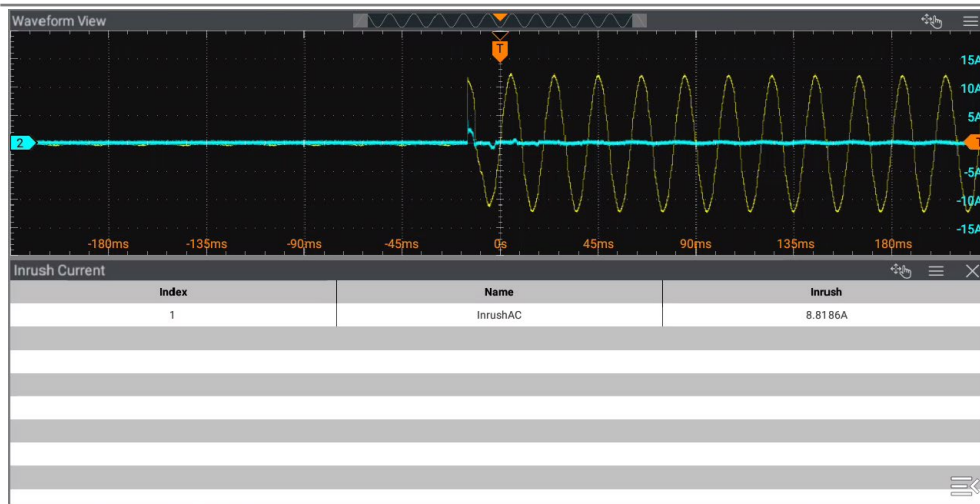 Waveform View
T
15A
10A
5A
2
T
-5A
-10A
-15A
-180ms -135ms -90ms -45ms 0s 45ms 90ms 135ms 180ms
Inrush Current
Index Name Inrush
1 InrushAC 8.8186A